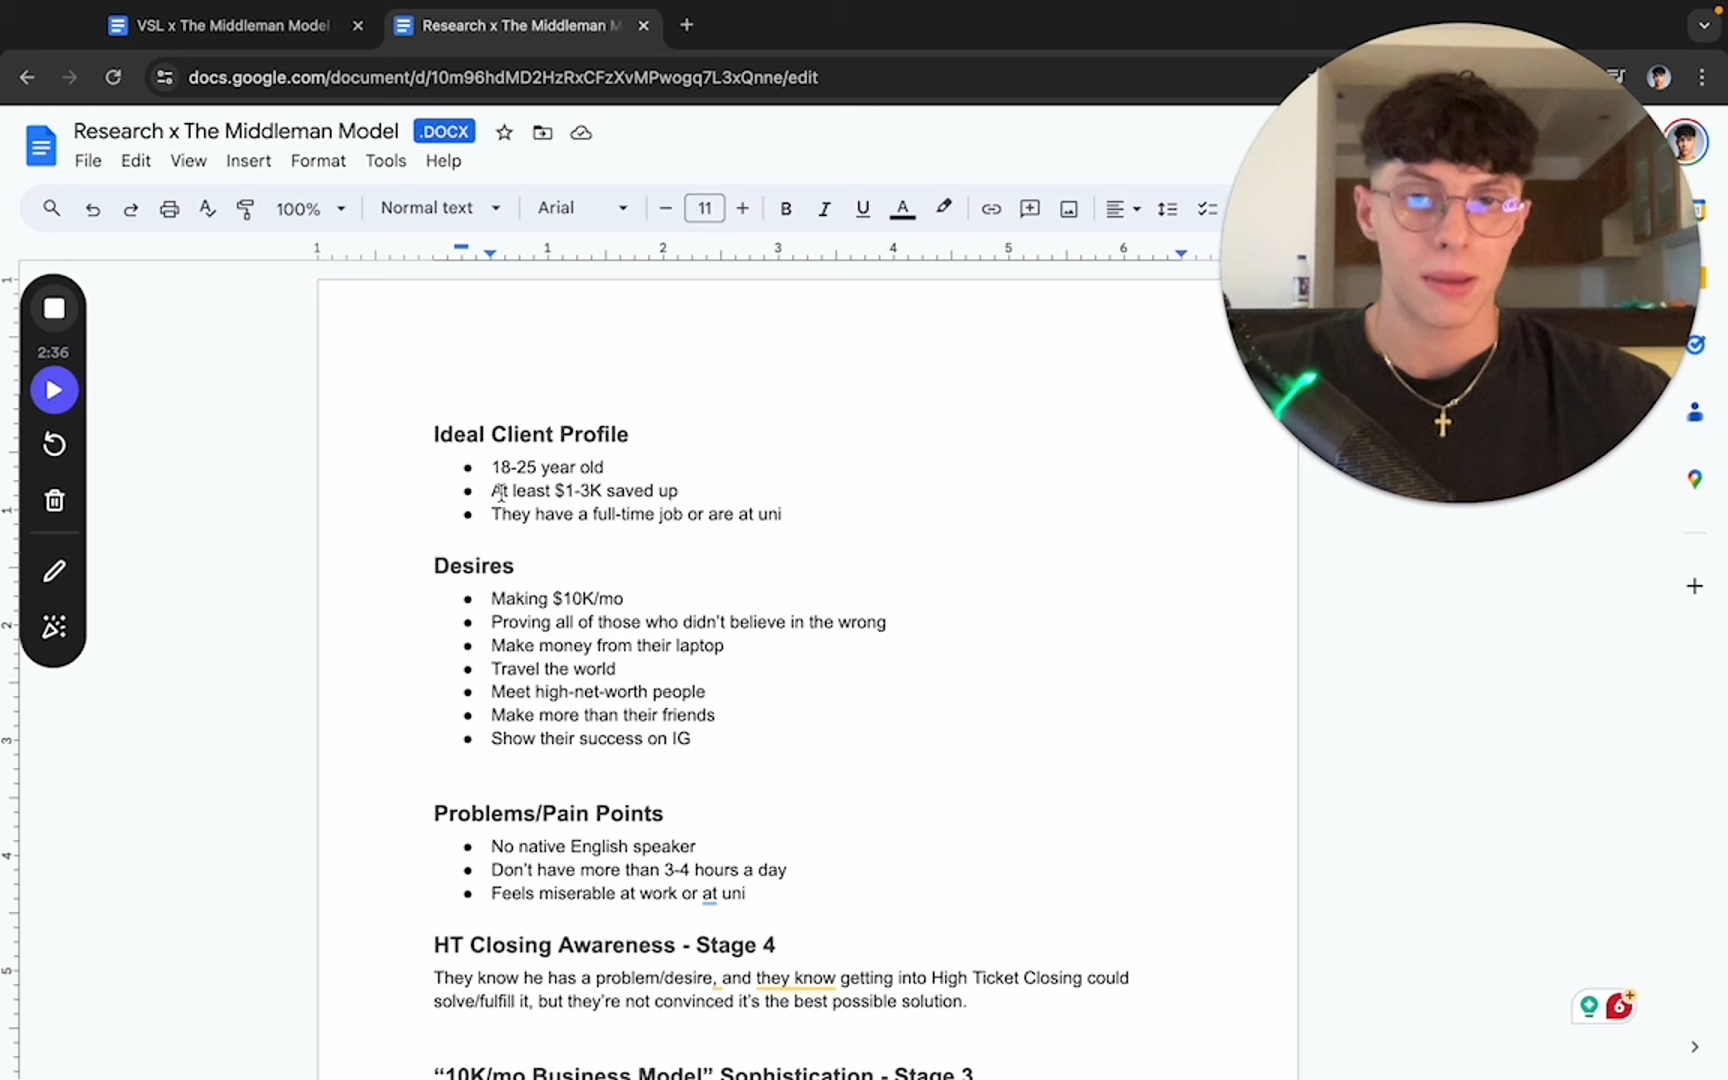 VSL x The Middleman Model
Research x The Middleman M
docs.google.com/document/d/10m96hdMD2HzRxCFzXvMPwogq7L3xQnne/edit
Research x The Middleman Model .DOCX
File Edit View Insert Format Tools Help
100% Normal text Arial 11 B I U A
1 1 2 3 4 5 6
2:36
Ideal Client Profile
18-25 year old
At least $1-3K saved up
They have a full-time job or are at uni
Desires
Making $10K/mo
Proving all of those who didn't believe in the wrong
Make money from their laptop
Travel the world
Meet high-net-worth people
Make more than their friends
Show their success on IG
Problems/Pain Points
No native English speaker
Don't have more than 3-4 hours a day
Feels miserable at work or at uni
HT Closing Awareness - Stage 4
They know he has a problem/desire, and they know getting into High Ticket Closing could
solve/fulfill it, but they're not convinced it's the best possible solution.
"10K/mo Business Model" Sophistication - Stage 3
6